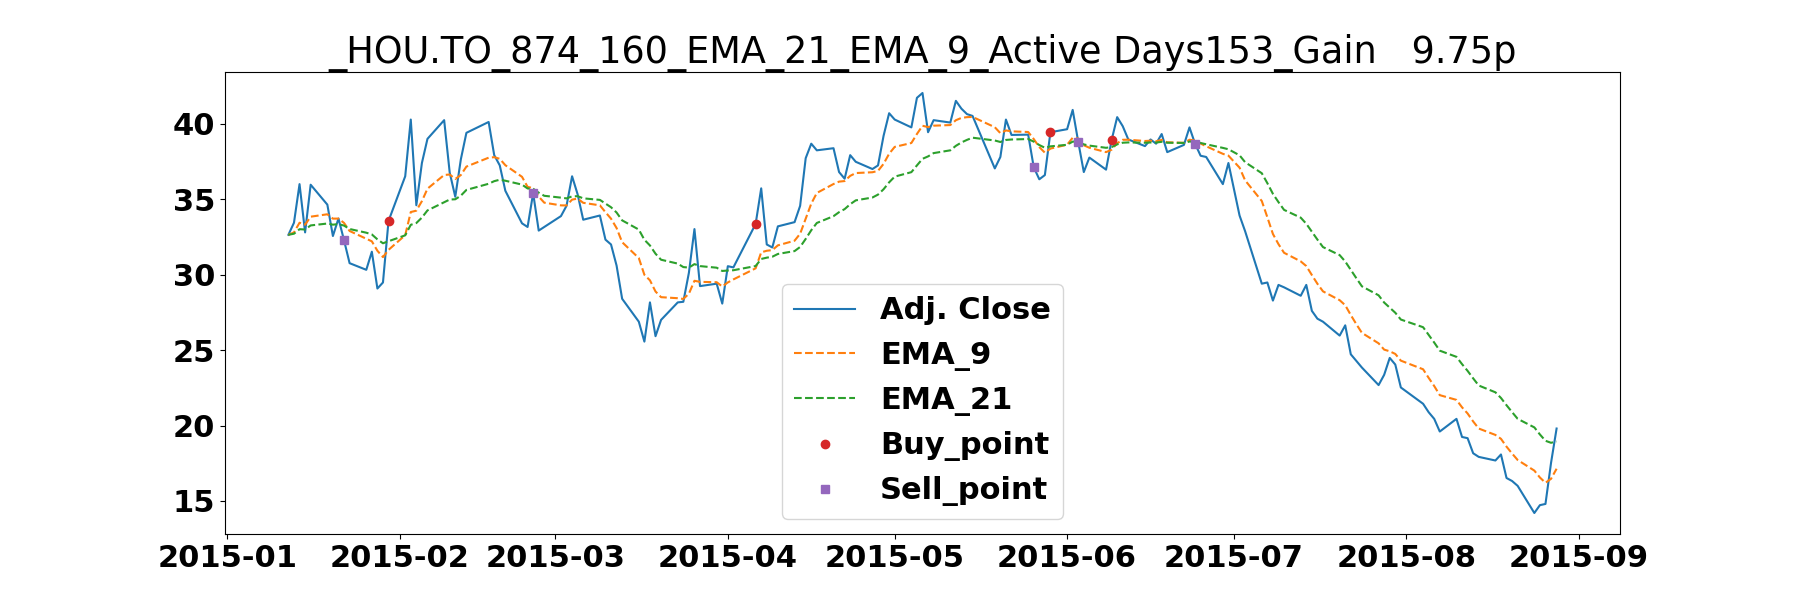 _HOU.TO_874_160_EMA_21_EMA_9_Active Days153_Gain   9.75p
40
35
30
25
20
15
Adj. Close
EMA_9
EMA_21
Buy_point
Sell_point
2015-01 2015-02 2015-03 2015-04 2015-05 2015-06 2015-07 2015-08 2015-09